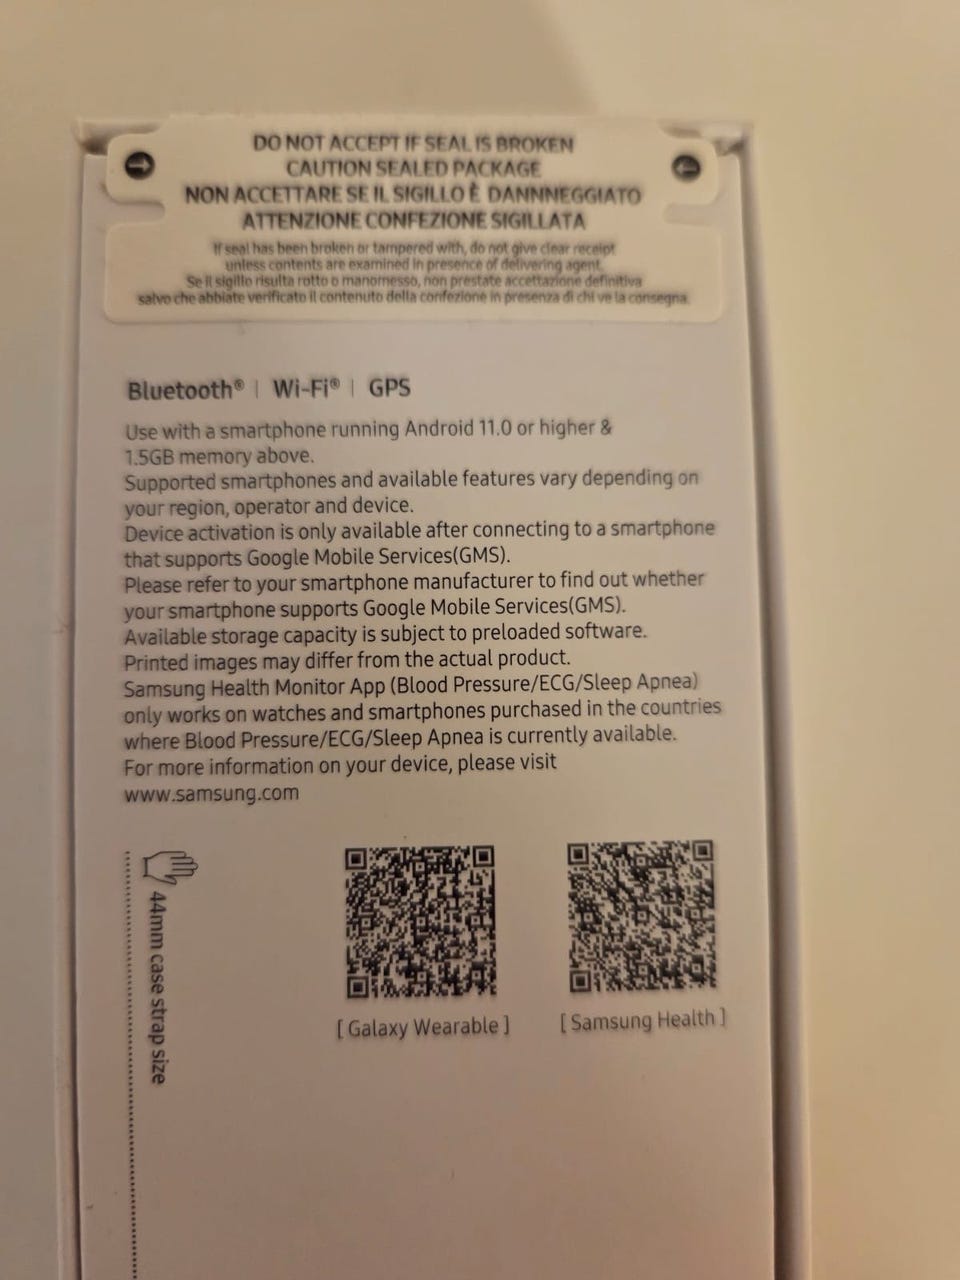 DO NOT ACCEPT IF SEAL IS BROKEN
CAUTION SEALED PACKAGE
NON ACCETTARE SE IL SIGILLO È DANNNEGGIATO
ATTENZIONE CONFEZIONE SIGILLATA
If seal has been broken or tampered with, do not give clear receipt
unless contents are examined in presence of delivering agent.
Se il sigillo risulta rotto o manomesso, non prestate accettazione definitiva
salvo che abbiate verificato il contenuto della confezione in presenza di chi ve la consegna.
Bluetooth® | Wi-Fi® | GPS
Use with a smartphone running Android 11.0 or higher &
1.5GB memory above.
Supported smartphones and available features vary depending on
your region, operator and device.
Device activation is only available after connecting to a smartphone
that supports Google Mobile Services(GMS).
Please refer to your smartphone manufacturer to find out whether
your smartphone supports Google Mobile Services(GMS).
Available storage capacity is subject to preloaded software.
Printed images may differ from the actual product.
Samsung Health Monitor App (Blood Pressure/ECG/Sleep Apnea)
only works on watches and smartphones purchased in the countries
where Blood Pressure/ECG/Sleep Apnea is currently available.
For more information on your device, please visit
www.samsung.com
44mm case strap size
[ Galaxy Wearable ]
[ Samsung Health ]